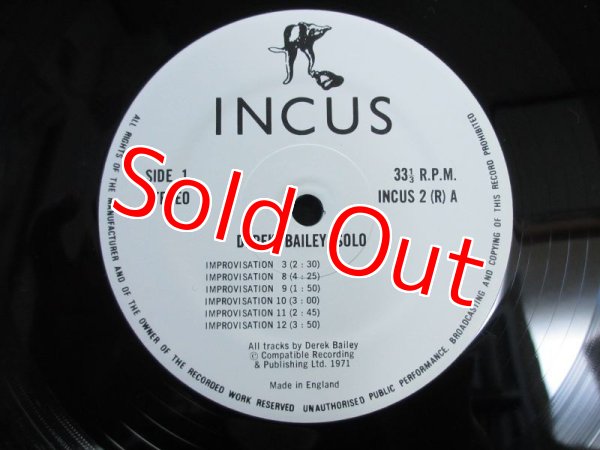 INCUS
SIDE 1
33⅓ R.P.M.
INCUS 2 (R) A
Sold Out
BAILEY SOLO
IMPROVISATION 3 (2 : 30)
IMPROVISATION 8 (4 : 25)
IMPROVISATION 9 (1 : 50)
IMPROVISATION 10 (3 : 00)
IMPROVISATION 11 (2 : 45)
IMPROVISATION 12 (3 : 50)
All tracks by Derek Bailey
© Compatible Recording
& Publishing Ltd. 1971
Made in England
ALL RIGHTS OF THE MANUFACTURER AND OF THE OWNER OF THE RECORDED WORK RESERVED UNAUTHORISED PUBLIC PERFORMANCE, BROADCASTING AND COPYING OF THIS RECORD PROHIBITED